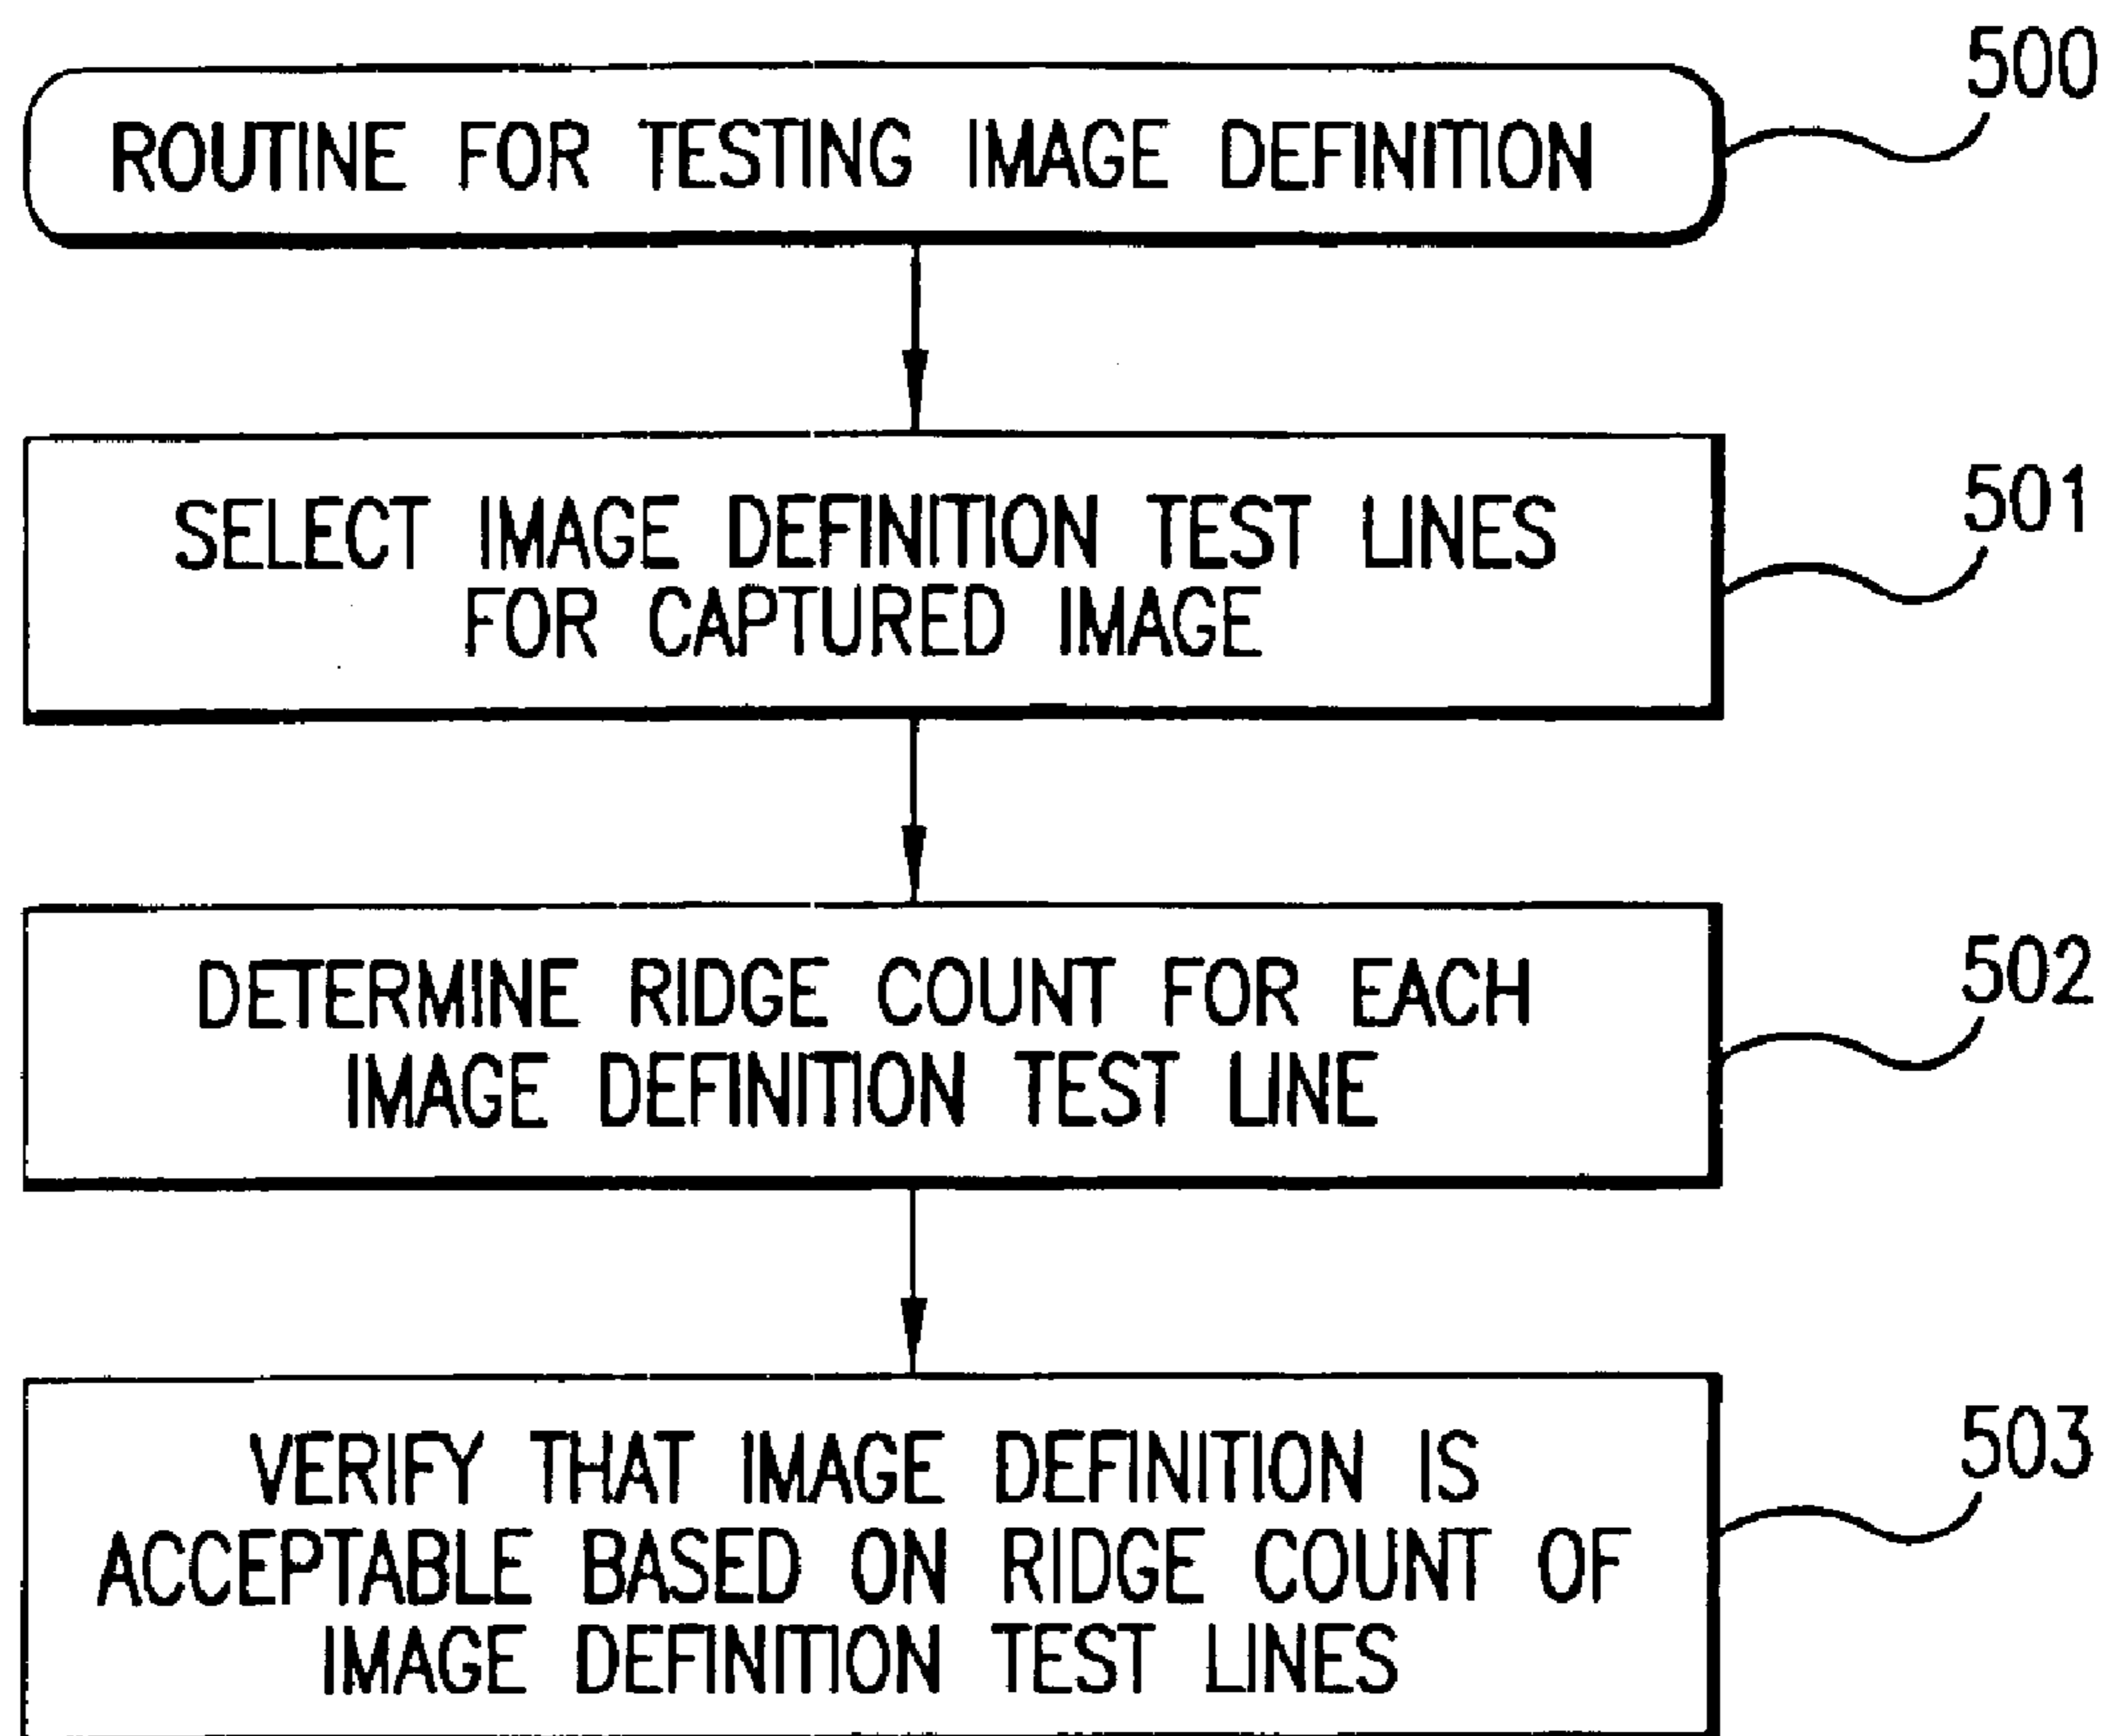 500
ROUTINE FOR TESTING IMAGE DEFINITION
501
SELECT IMAGE DEFINITION TEST LINES
FOR CAPTURED IMAGE
502
DETERMINE RIDGE COUNT FOR EACH
IMAGE DEFINITION TEST LINE
503
VERIFY THAT IMAGE DEFINITION IS
ACCEPTABLE BASED ON RIDGE COUNT OF
IMAGE DEFINITION TEST LINES